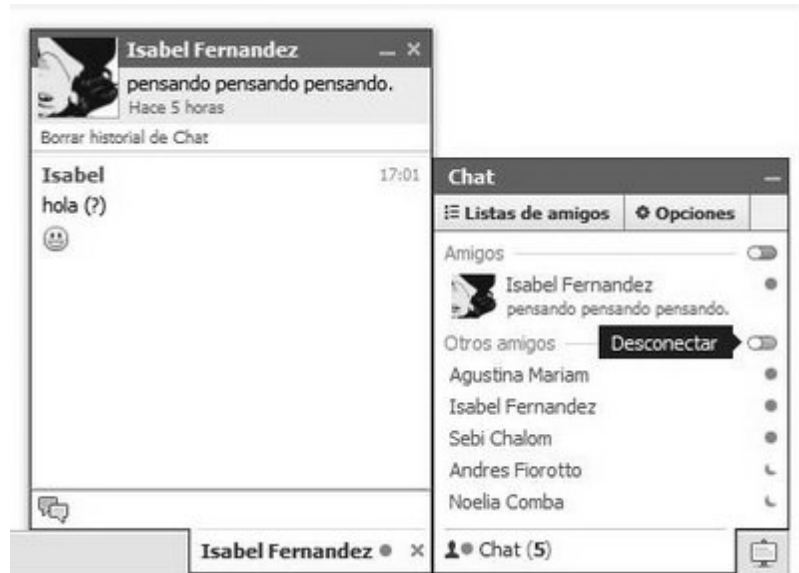 Isabel Fernandez
pensando pensando pensando.
Hace 5 horas
Borrar historial de Chat
Isabel 17:01
hola (?)
Isabel Fernandez
Chat
Listas de amigos Opciones
Amigos
Isabel Fernandez
pensando pensando pensando.
Otros amigos Desconectar
Agustina Mariam
Isabel Fernandez
Sebi Chalom
Andres Fiorotto
Noelia Comba
Chat (5)